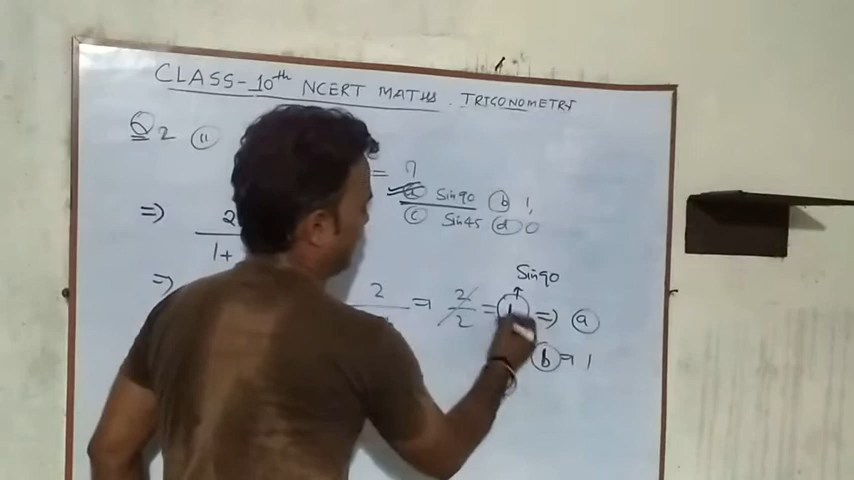 CLASS-10th NCERT MATHS . TRIGONOMETRY
Q2 (ii) = ?
Sin90 (b) 1,
(c) Sin45 (d) 0
=> 2
1+
Sin90
=> 2 => 2/2 = 1 => (a)
(b) => 1